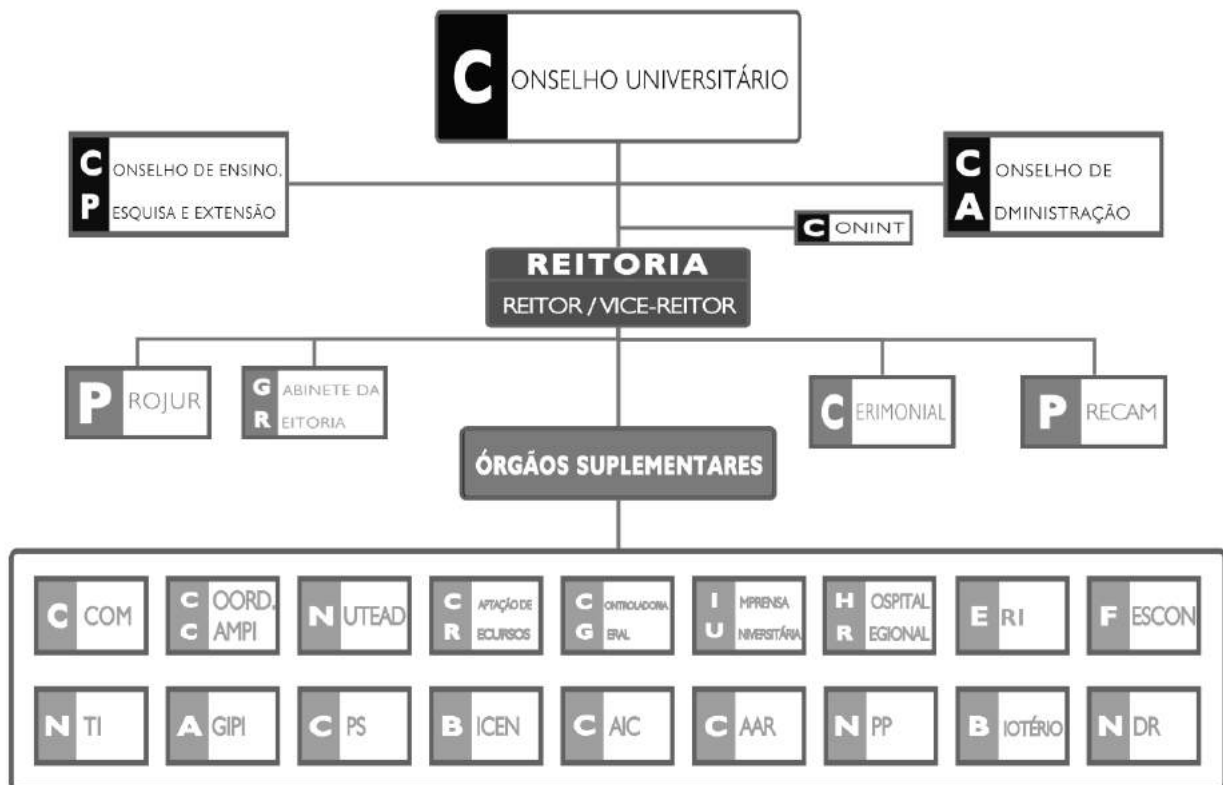 CONSELHO UNIVERSITÁRIO
CONSELHO DE ENSINO,
PESQUISA E EXTENSÃO
CONSELHO DE
ADMINISTRAÇÃO
CONINT
REITORIA
REITOR / VICE-REITOR
PROJUR
GABINETE DA
REITORIA
CERIMONIAL
PRECAM
ÓRGÃOS SUPLEMENTARES
CCOM
COORD.
CAMPI
NUTEAD
CAPTAÇÃO DE
RECURSOS
CONTROLADORIA
GERAL
IMPRENSA
UNIVERSITÁRIA
HOSPITAL
REGIONAL
ERI
FESCON
NTI
AGIPI
CPS
BICEN
CAIC
CAAR
NPP
BIOTÉRIO
NDR